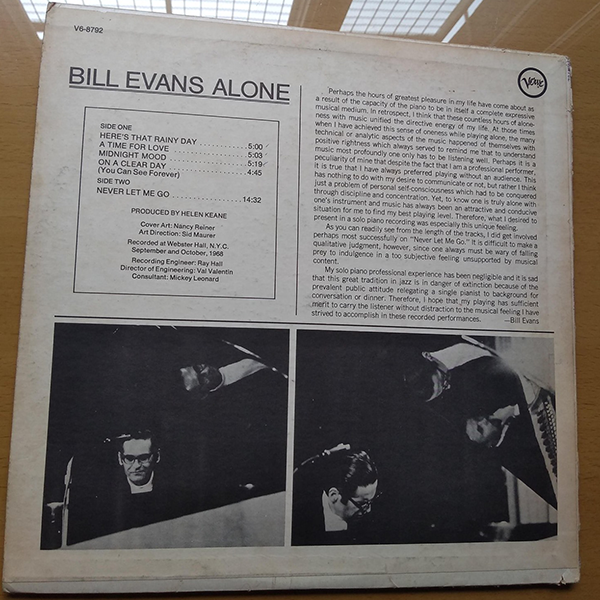 V6-8792
Verve
BILL EVANS ALONE
SIDE ONE
HERE'S THAT RAINY DAY .......... 5:00
A TIME FOR LOVE .......... 5:03
MIDNIGHT MOOD .......... 5:19
ON A CLEAR DAY .......... 4:45
(You Can See Forever)
SIDE TWO
NEVER LET ME GO .......... 14:32
PRODUCED BY HELEN KEANE
Cover Art: Nancy Reiner
Art Direction: Sid Maurer
Recorded at Webster Hall, N.Y.C.
September and October, 1968
Recording Engineer: Ray Hall
Director of Engineering: Val Valentin
Consultant: Mickey Leonard
Perhaps the hours of greatest pleasure in my life have come about as
a result of the capacity of the piano to be in itself a complete expressive
musical medium. In retrospect, I think that these countless hours of alone-
ness with music unified the directive energy of my life. At those times
when I have achieved this sense of oneness while playing alone, the many
technical or analytic aspects of the music happened of themselves with
positive rightness which always served to remind me that to understand
music most profoundly one only has to be listening well. Perhaps it is a
peculiarity of mine that despite the fact that I am a professional performer,
it is true that I have always preferred playing without an audience. This
has nothing to do with my desire to communicate or not, but rather I think
just a problem of personal self-consciousness which had to be conquered
through discipline and concentration. Yet, to know one is truly alone with
one's instrument and music has always been an attractive and conducive
situation for me to find my best playing level. Therefore, what I desired to
present in a solo piano recording was especially this unique feeling.
As you can readily see from the length of the tracks, I did get involved
perhaps most successfully on "Never Let Me Go." It is difficult to make a
qualitative judgment, however, since one always must be wary of falling
prey to indulgence in a too subjective feeling unsupported by musical
content.
My solo piano professional experience has been negligible and it is sad
that this great tradition in jazz is in danger of extinction because of the
prevalent public attitude relegating a single pianist to background for
conversation or dinner. Therefore, I hope that my playing has sufficient
merit to carry the listener without distraction to the musical feeling I have
strived to accomplish in these recorded performances. —Bill Evans